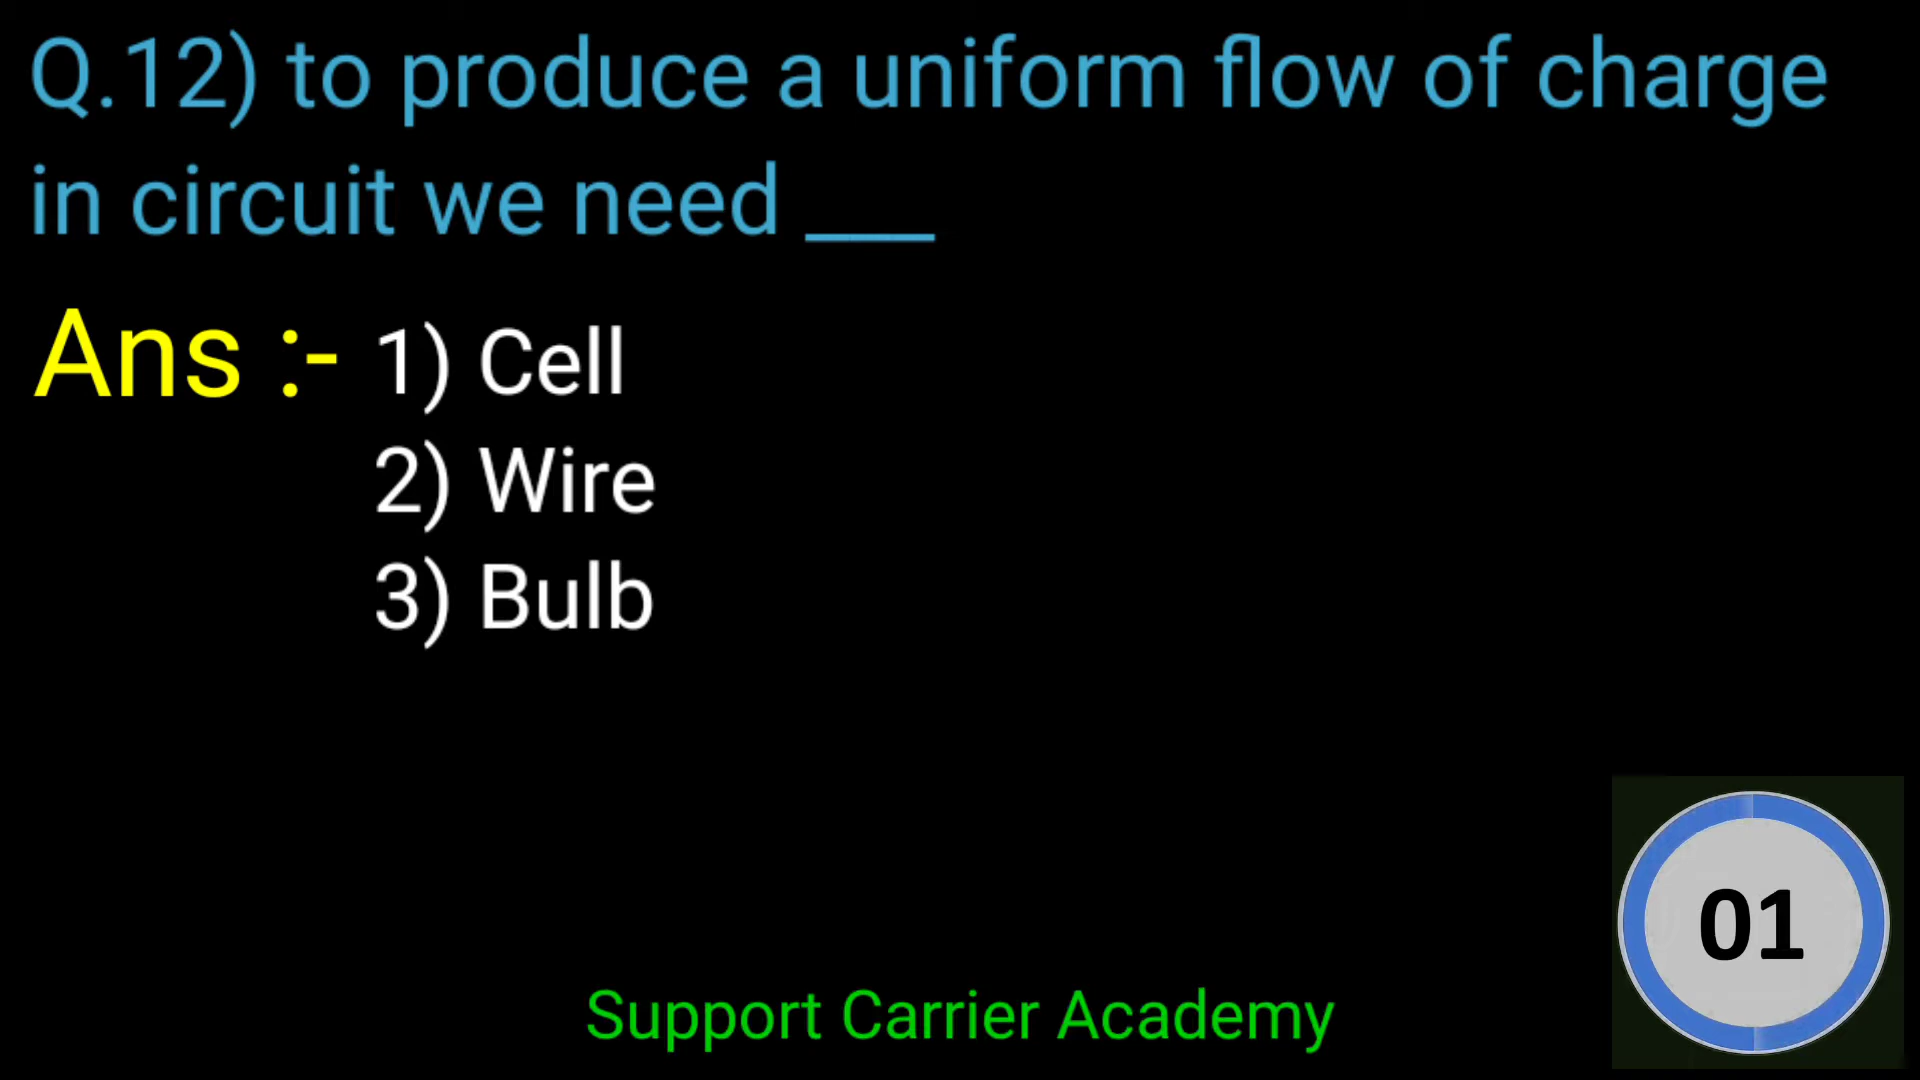 Q.12) to produce a uniform flow of charge
in circuit we need ___
Ans :- 1) Cell
2) Wire
3) Bulb
01
Support Carrier Academy